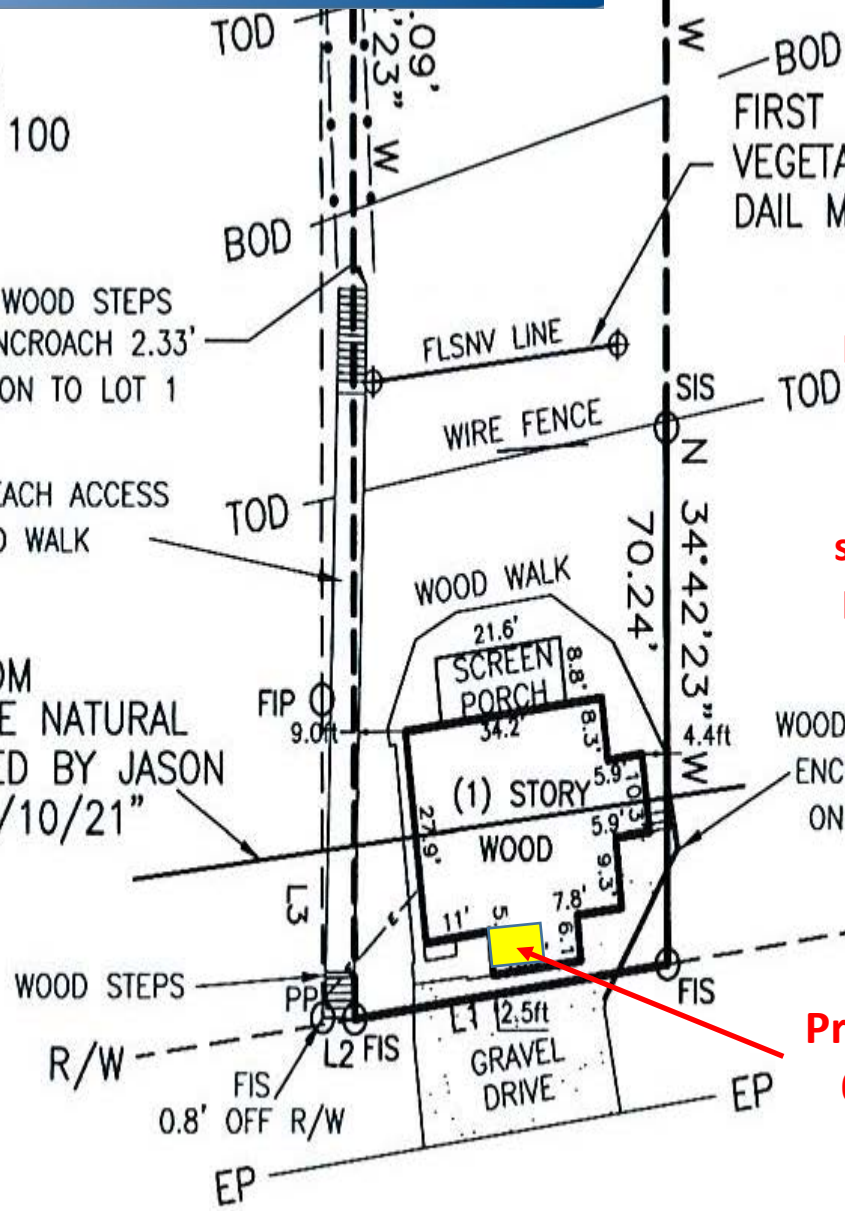 TOD
.09'
'23"
W
W
BOD
100
FIRST
VEGETA
DAIL M
BOD
WOOD STEPS
NCROACH 2.33'
ON TO LOT 1
FLSNV LINE
SIS
TOD
WIRE FENCE
N 34°42'23" W
70.24'
EACH ACCESS
D WALK
TOD
s
WOOD WALK
21.6'
SCREEN
PORCH
8.8'
OM
E NATURAL
ED BY JASON
/10/21"
FIP
9.0ft
34.2'
8.3'
4.4ft
WOOD
ENC
ON
(1) STORY
WOOD
5.9'
10.3'
5.9'
27.9'
9.3'
7.8'
11'
5.
6.1
L3
WOOD STEPS
PP
FIS
L2
FIS
L1
2.5ft
Pr
R/W
FIS
0.8' OFF R/W
GRAVEL
DRIVE
EP
EP